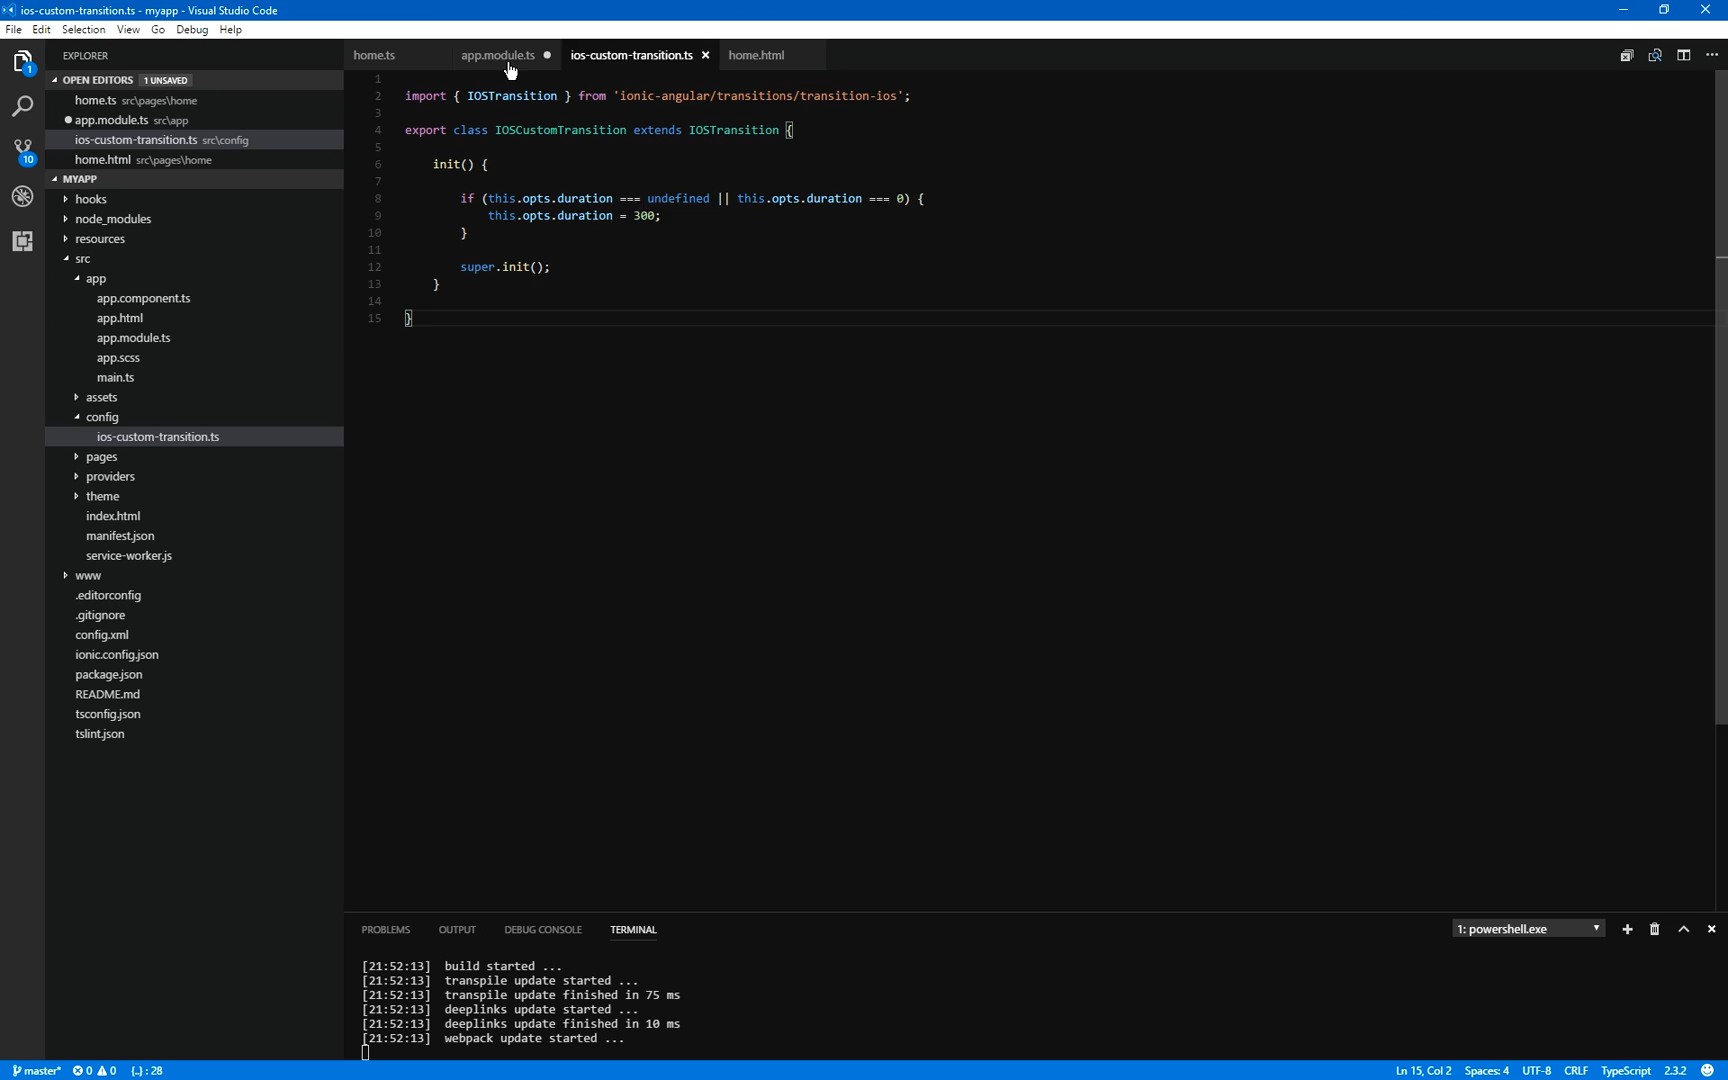 ios-custom-transition.ts - myapp - Visual Studio Code
File Edit Selection View Go Debug Help
EXPLORER
OPEN EDITORS 1 UNSAVED
home.ts src\pages\home
app.module.ts src\app
ios-custom-transition.ts src\config
home.html src\pages\home
MYAPP
hooks
node_modules
resources
src
app
app.component.ts
app.html
app.module.ts
app.scss
main.ts
assets
config
ios-custom-transition.ts
pages
providers
theme
index.html
manifest.json
service-worker.js
www
.editorconfig
.gitignore
config.xml
ionic.config.json
package.json
README.md
tsconfig.json
tslint.json
1
10
home.ts app.module.ts ios-custom-transition.ts home.html
1
2 import { IOSTransition } from 'ionic-angular/transitions/transition-ios';
3
4 export class IOSCustomTransition extends IOSTransition {
5
6 init() {
7
8 if (this.opts.duration === undefined || this.opts.duration === 0) {
9 this.opts.duration = 300;
10 }
11
12 super.init();
13 }
14
15 }
PROBLEMS OUTPUT DEBUG CONSOLE TERMINAL 1: powershell.exe
[21:52:13] build started ...
[21:52:13] transpile update started ...
[21:52:13] transpile update finished in 75 ms
[21:52:13] deeplinks update started ...
[21:52:13] deeplinks update finished in 10 ms
[21:52:13] webpack update started ...
master* 0 0 {..} : 28 Ln 15, Col 2 Spaces: 4 UTF-8 CRLF TypeScript 2.3.2